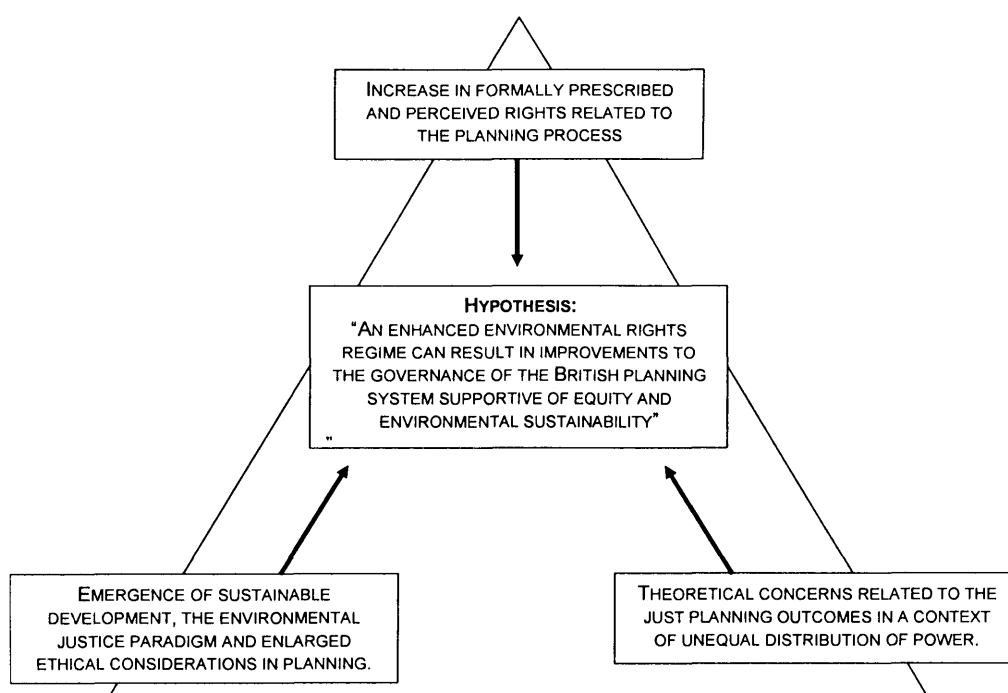 INCREASE IN FORMALLY PRESCRIBED
AND PERCEIVED RIGHTS RELATED TO
THE PLANNING PROCESS
HYPOTHESIS:
"AN ENHANCED ENVIRONMENTAL RIGHTS
REGIME CAN RESULT IN IMPROVEMENTS TO
THE GOVERNANCE OF THE BRITISH PLANNING
SYSTEM SUPPORTIVE OF EQUITY AND
ENVIRONMENTAL SUSTAINABILITY"
"
EMERGENCE OF SUSTAINABLE
DEVELOPMENT, THE ENVIRONMENTAL
JUSTICE PARADIGM AND ENLARGED
ETHICAL CONSIDERATIONS IN PLANNING.
THEORETICAL CONCERNS RELATED TO THE
JUST PLANNING OUTCOMES IN A CONTEXT
OF UNEQUAL DISTRIBUTION OF POWER.